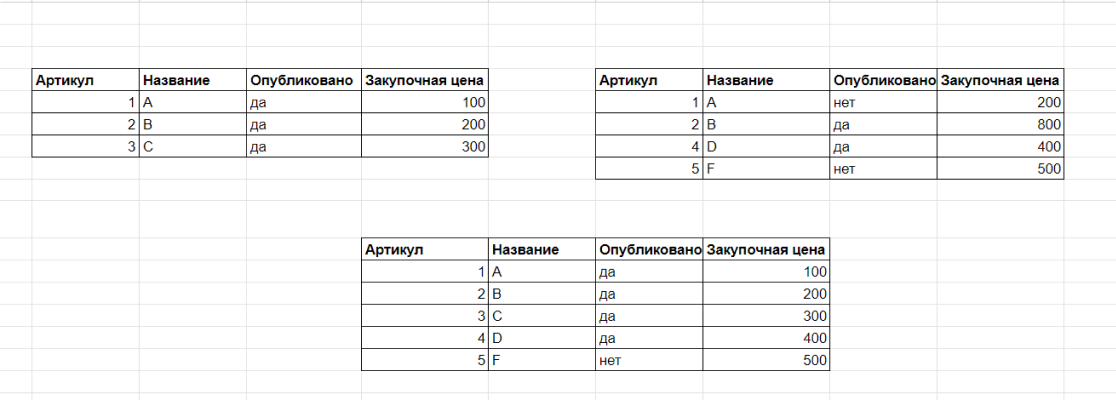 Артикул Название Опубликовано Закупочная цена
1 A да 100
2 B да 200
3 C да 300
Артикул Название Опубликовано Закупочная цена
1 A нет 200
2 B да 800
4 D да 400
5 F нет 500
Артикул Название Опубликовано Закупочная цена
1 A да 100
2 B да 200
3 C да 300
4 D да 400
5 F нет 500